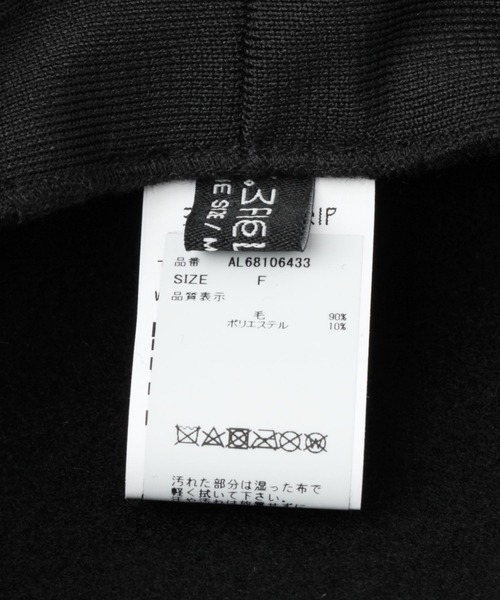 SIZE / M
品番 AL68106433
SIZE F
品質表示
毛 90%
ポリエステル 10%
汚れた部分は湿った布で
軽く拭いて下さい。